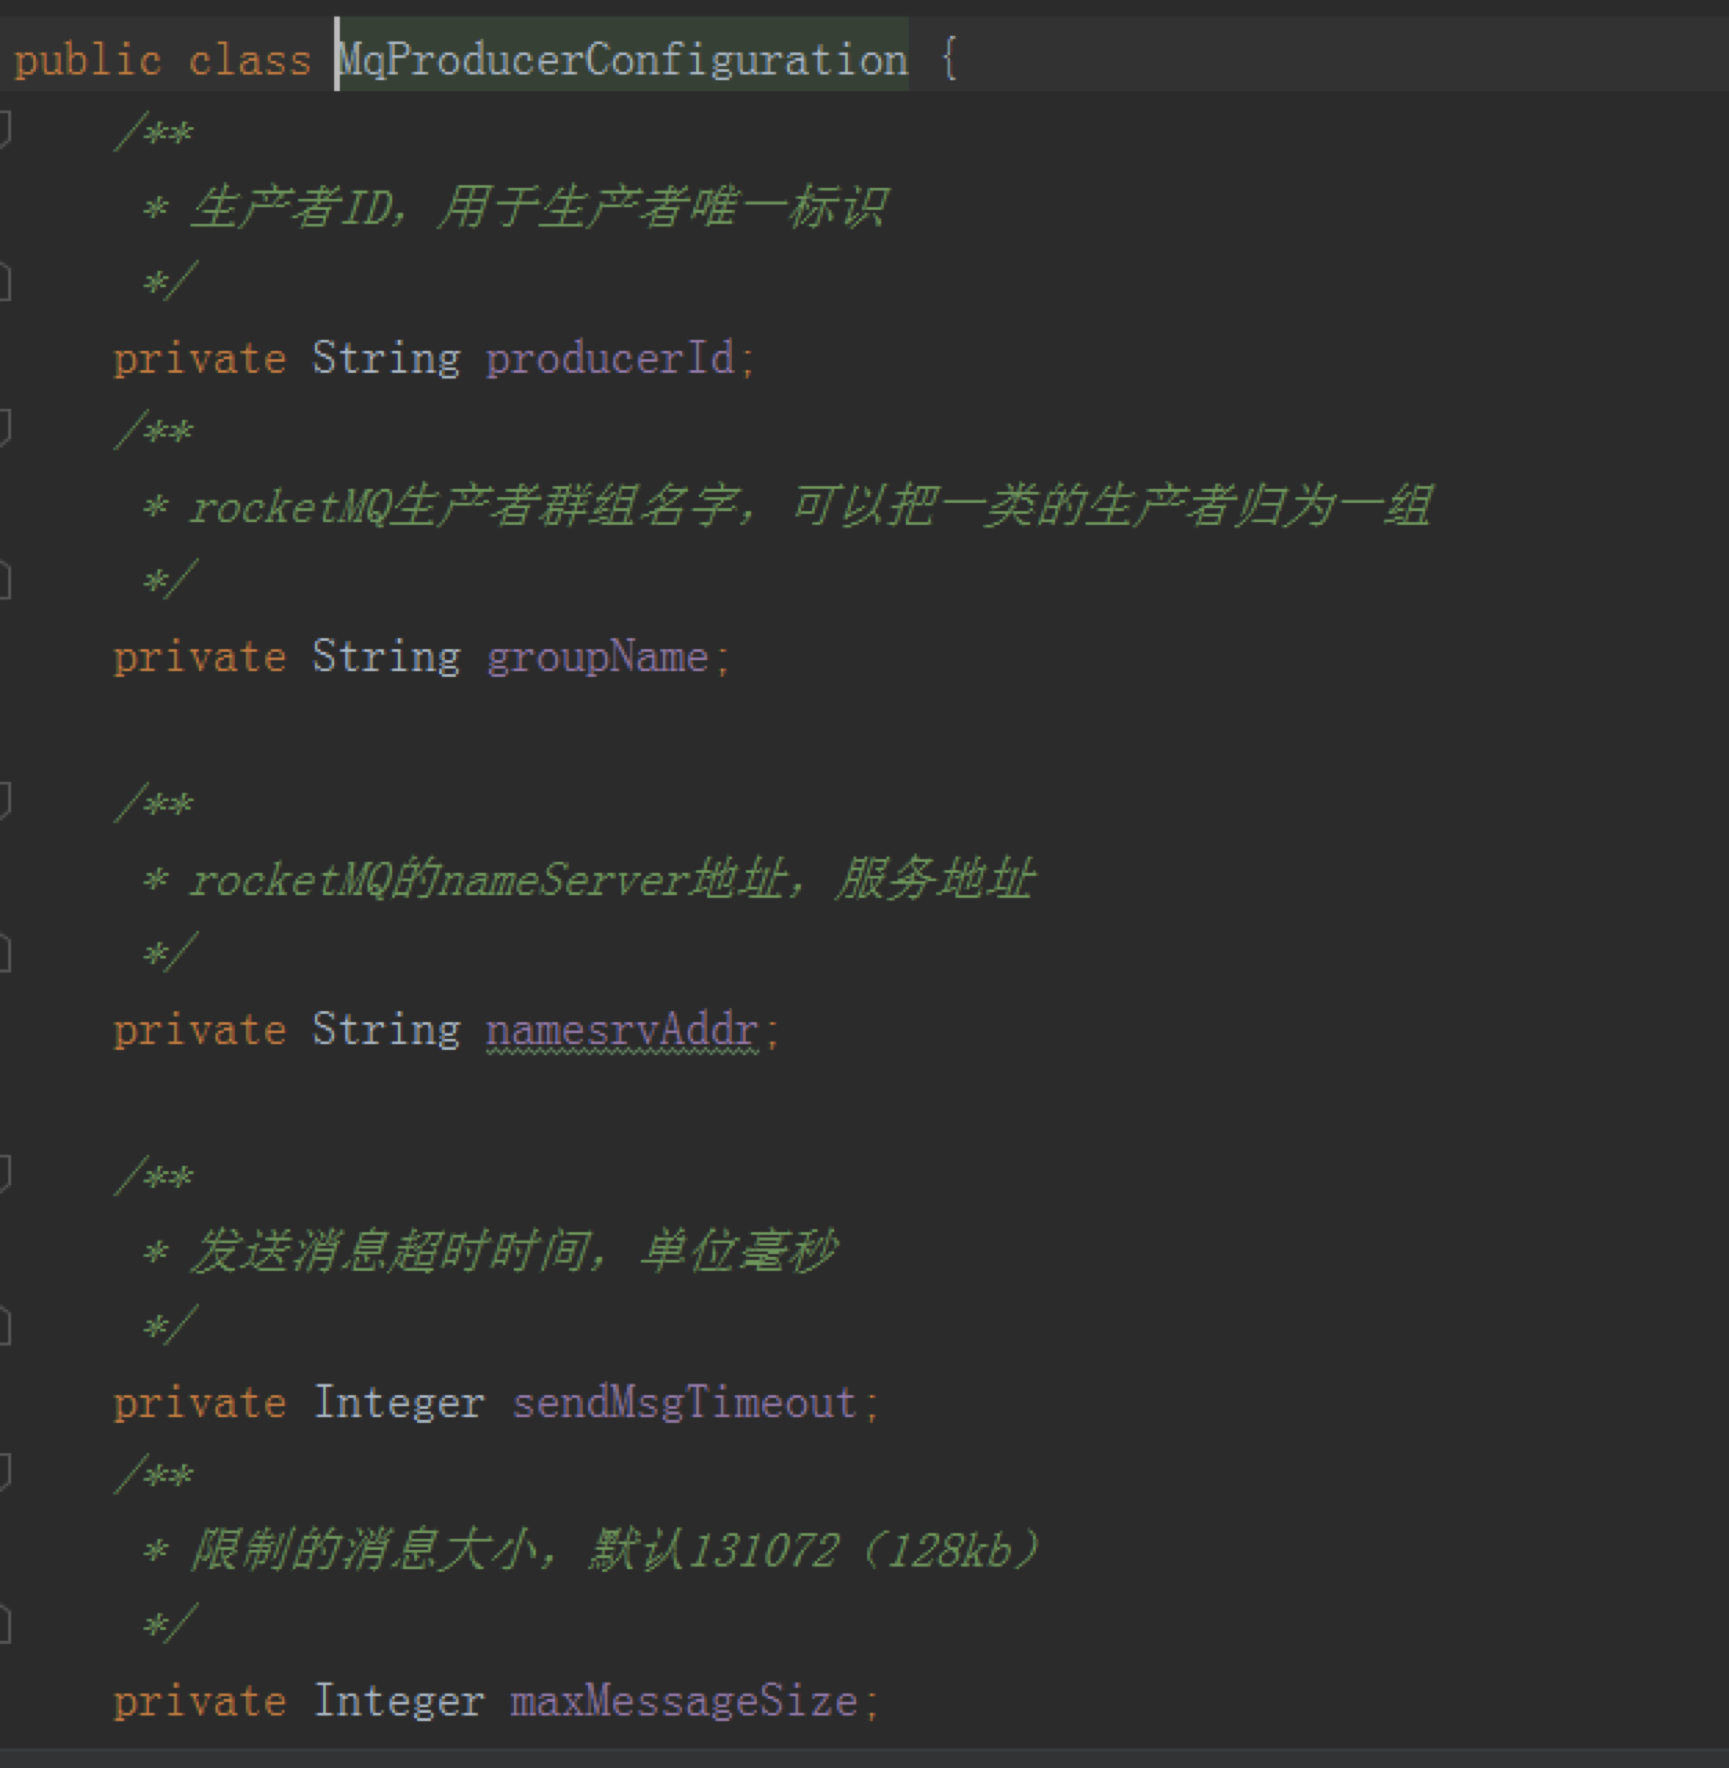 public class MqProducerConfiguration {
/**
* 生产者ID，用于生产者唯一标识
*/
private String producerId;
/**
* rocketMQ生产者群组名字，可以把一类的生产者归为一组
*/
private String groupName;
/**
* rocketMQ的nameServer地址，服务地址
*/
private String namesrvAddr;
/**
* 发送消息超时时间，单位毫秒
*/
private Integer sendMsgTimeout;
/**
* 限制的消息大小，默认131072（128kb）
*/
private Integer maxMessageSize;